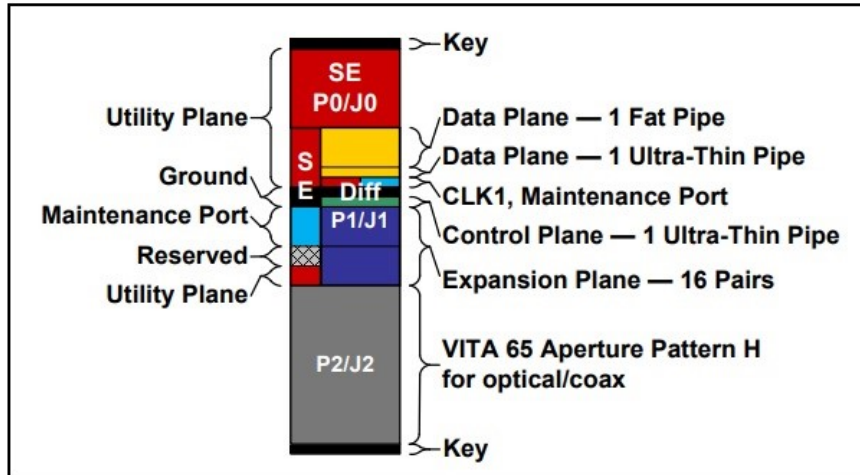 Key
SE
P0/J0
Utility Plane
Data Plane — 1 Fat Pipe
Data Plane — 1 Ultra-Thin Pipe
S
E
Ground
CLK1, Maintenance Port
Diff
Maintenance Port
P1/J1
Control Plane — 1 Ultra-Thin Pipe
Reserved
Expansion Plane — 16 Pairs
Utility Plane
VITA 65 Aperture Pattern H
for optical/coax
P2/J2
Key